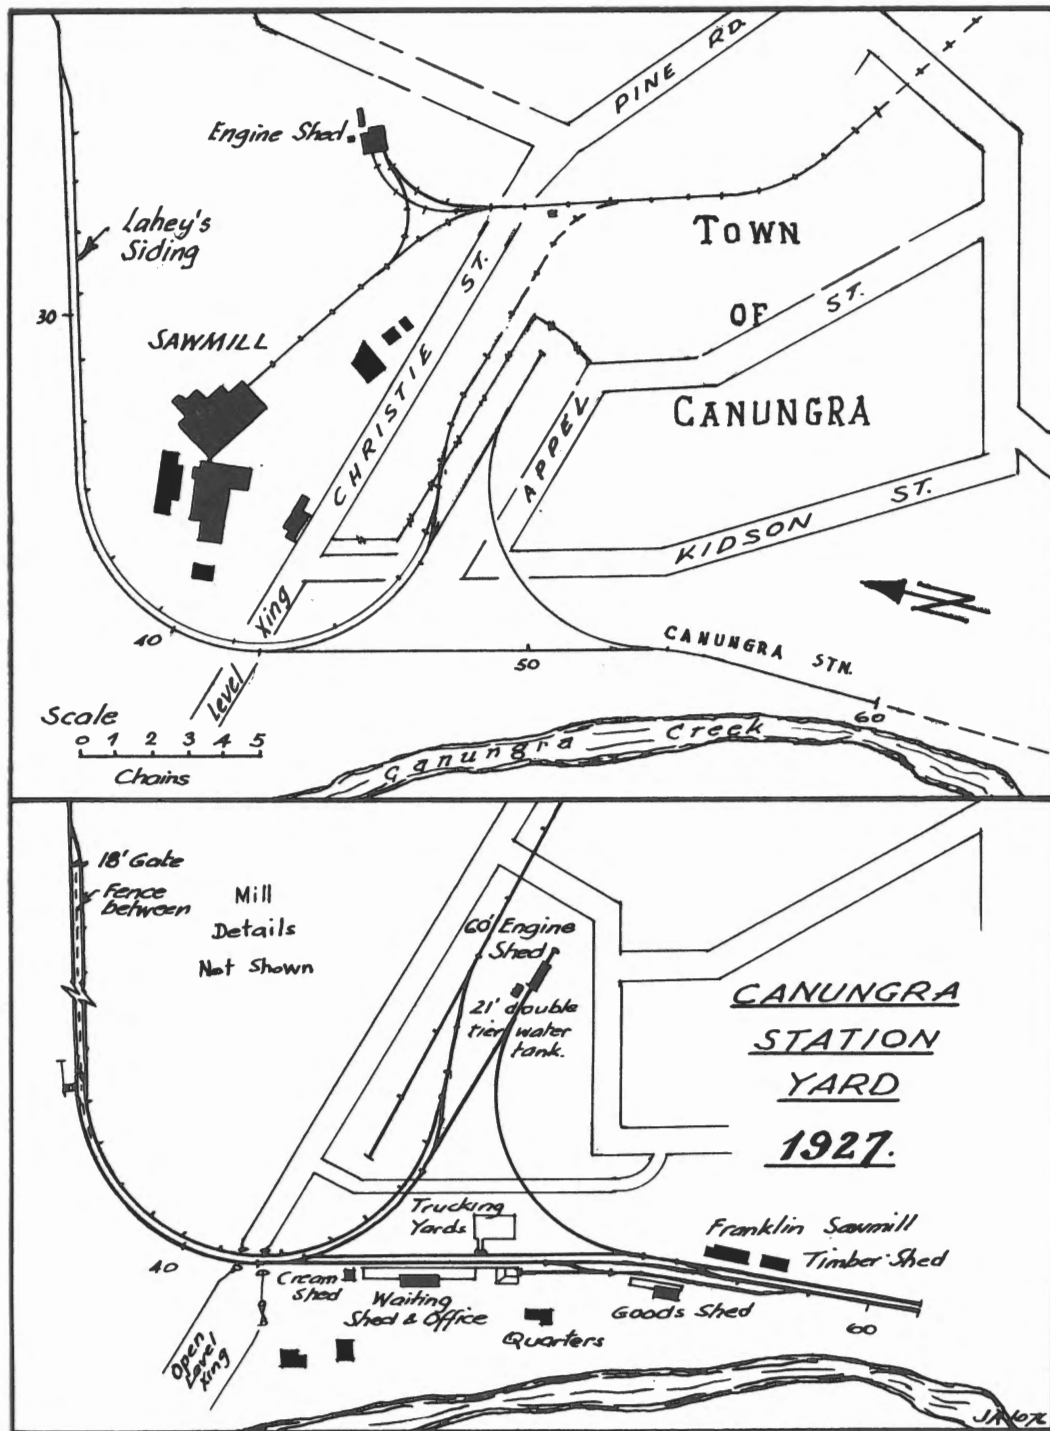 PINE RD.
Engine Shed
Lahey's
Siding
TOWN
OF
CANUNGRA
ST.
30
SAWMILL
CHRISTIE ST.
APPEL
ST.
KIDSON ST.
40
Xing
Level
50
CANUNGRA STN.
60
Scale
0 1 2 3 4 5
Chains
Canungra Creek
18' Gate
Fence
between
Mill
Details
Not Shown
60' Engine
Shed
21' double
tier water
tank.
CANUNGRA
STATION
YARD
1927.
Trucking
Yards
Franklin Sawmill
Timber Shed
40
Cream
Shed
Waiting
Shed & Office
Goods Shed
60
Quarters
Open
Level
Xing